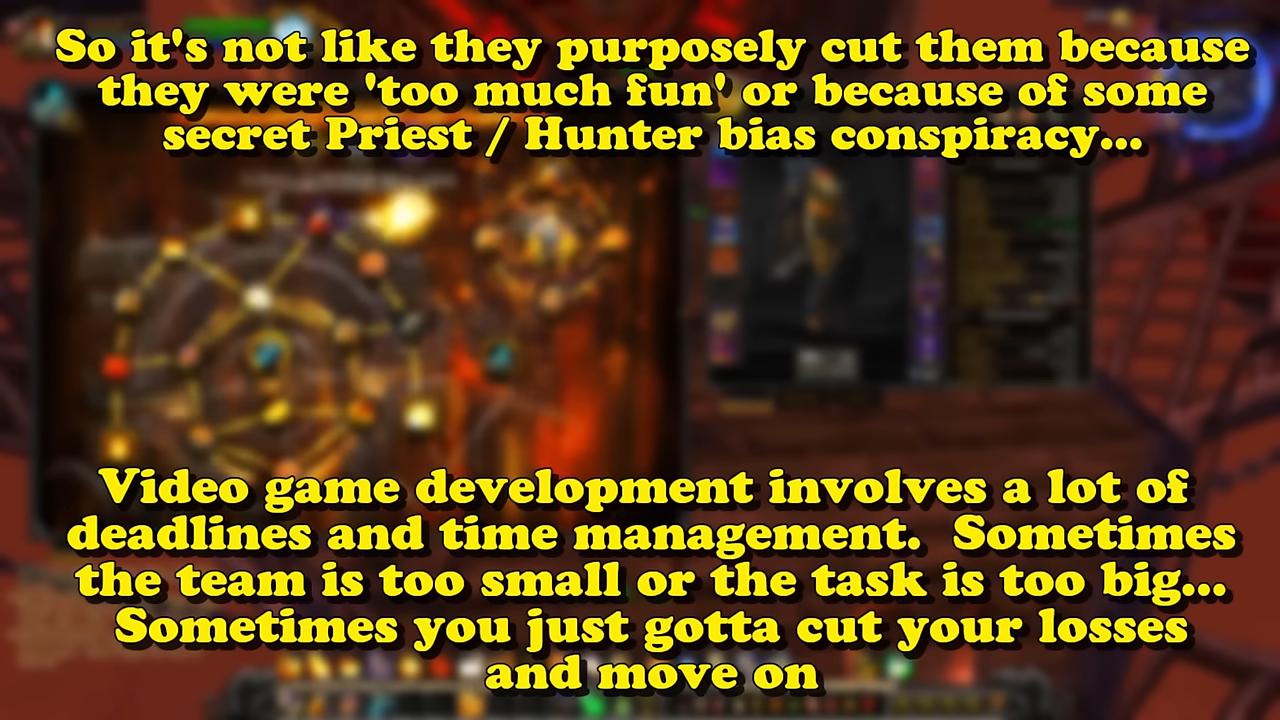 So it's not like they purposely cut them because
they were 'too much fun' or because of some
secret Priest / Hunter bias conspiracy...
Video game development involves a lot of
deadlines and time management.  Sometimes
the team is too small or the task is too big...
Sometimes you just gotta cut your losses
and move on